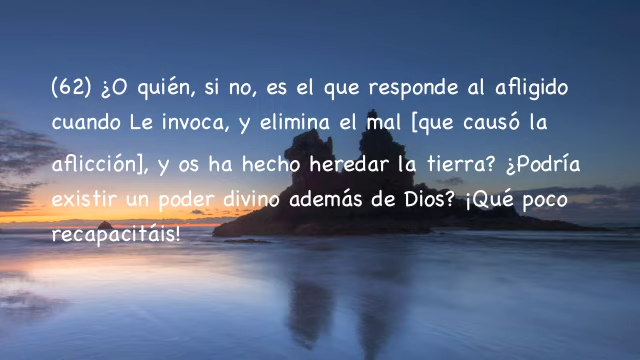 (62) ¿O quién, si no, es el que responde al afligido
cuando Le invoca, y elimina el mal [que causó la
aflicción], y os ha hecho heredar la tierra? ¿Podría
existir un poder divino además de Dios? ¡Qué poco
recapacitáis!